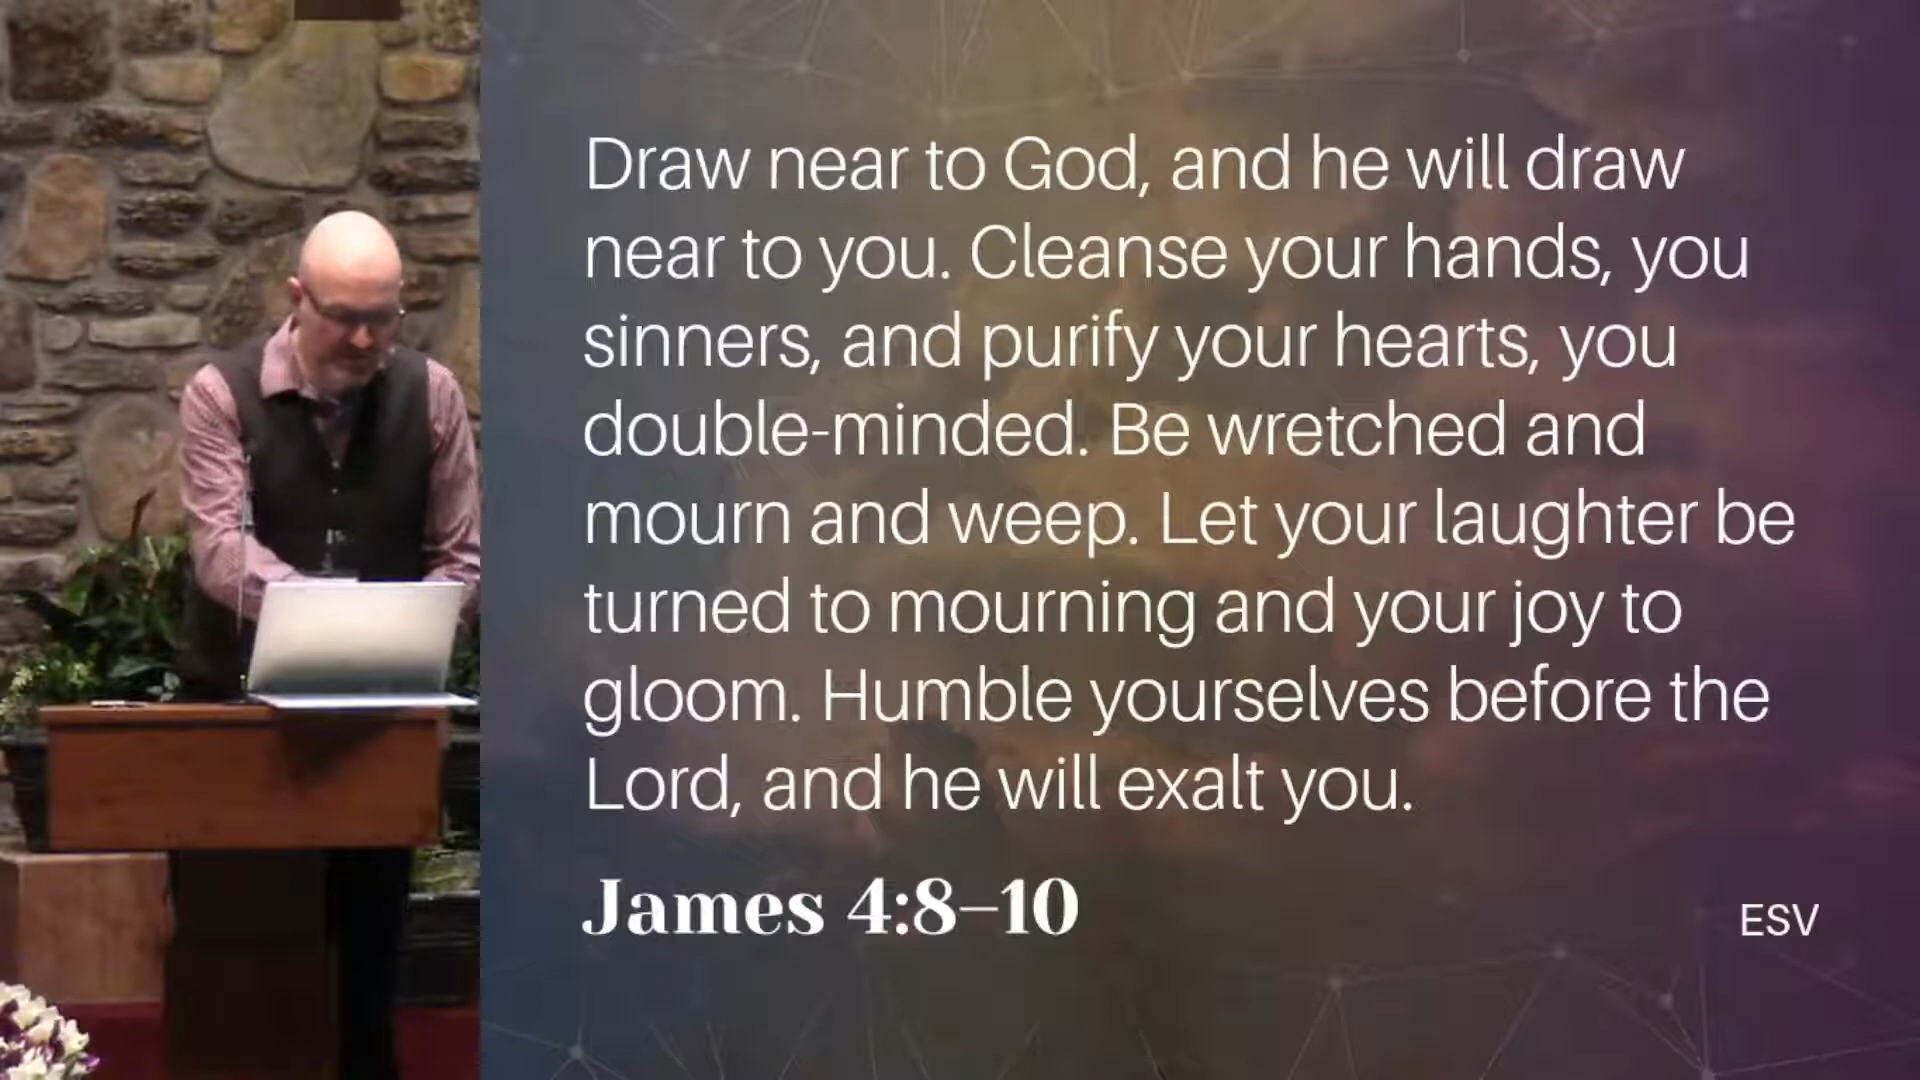 Draw near to God, and he will draw
near to you. Cleanse your hands, you
sinners, and purify your hearts, you
double-minded. Be wretched and
mourn and weep. Let your laughter be
turned to mourning and your joy to
gloom. Humble yourselves before the
Lord, and he will exalt you.
James 4:8–10
ESV